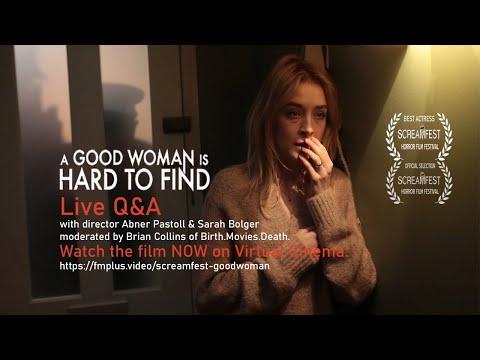 A GOOD WOMAN IS
HARD TO FIND
Live Q&A
with director Abner Pastoll & Sarah Bolger
moderated by Brian Collins of Birth.Movies.Death.
Watch the film NOW on Virtual Cinema.
https://fmplus.video/screamfest-goodwoman
BEST ACTRESS
SCREAMFEST
HORROR FILM FESTIVAL
OFFICIAL SELECTION
SCREAMFEST
HORROR FILM FESTIVAL